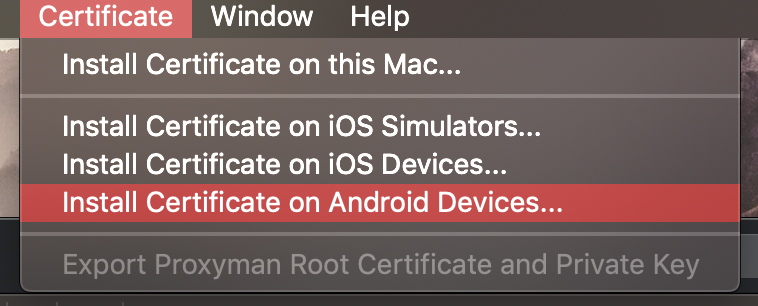 Certificate Window Help
Install Certificate on this Mac...
Install Certificate on iOS Simulators...
Install Certificate on iOS Devices...
Install Certificate on Android Devices...
Export Proxyman Root Certificate and Private Key